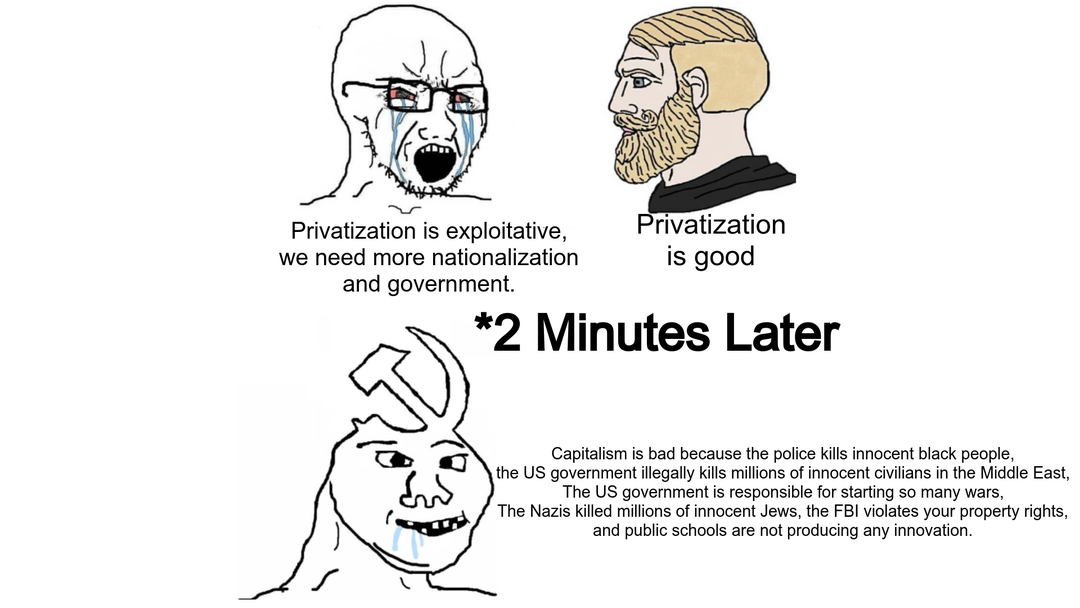 Privatization is exploitative,
we need more nationalization
and government.
Privatization
is good
*2 Minutes Later
Capitalism is bad because the police kills innocent black people,
the US government illegally kills millions of innocent civilians in the Middle East,
The US government is responsible for starting so many wars,
The Nazis killed millions of innocent Jews, the FBI violates your property rights,
and public schools are not producing any innovation.